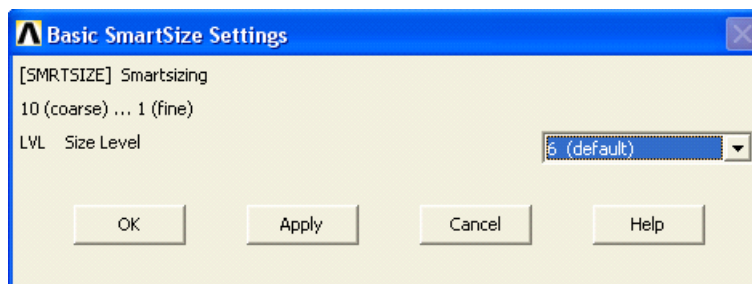 Basic SmartSize Settings
[SMRTSIZE] Smartsizing
10 (coarse) ... 1 (fine)
LVL Size Level 6 (default)
OK Apply Cancel Help